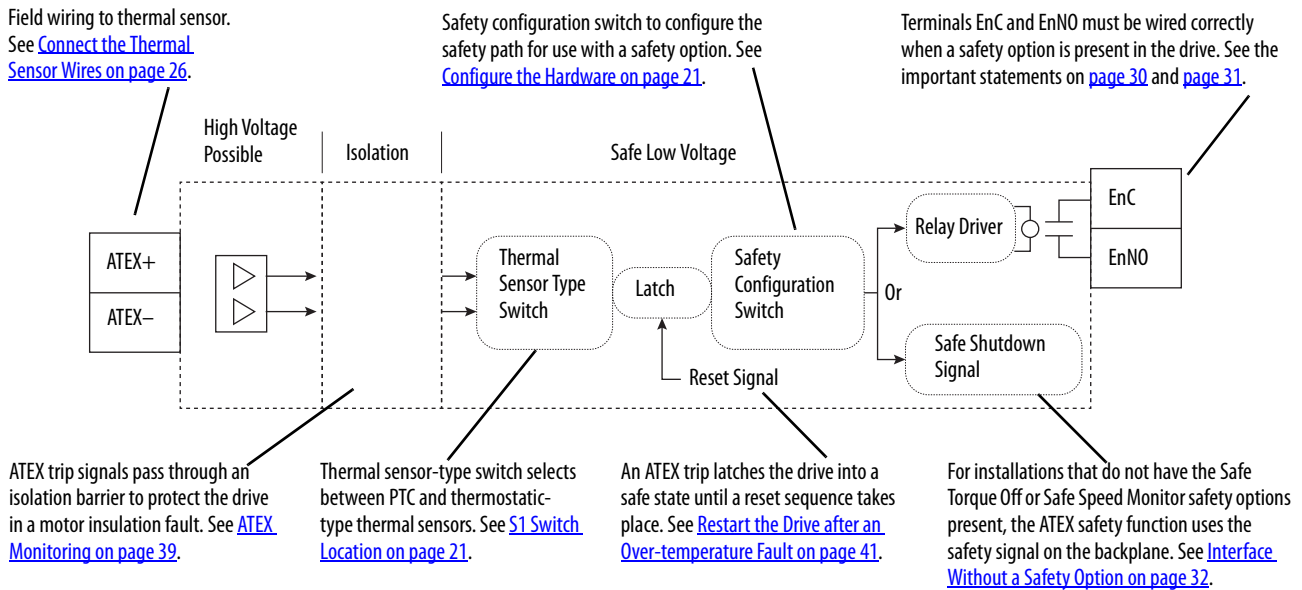 Field wiring to thermal sensor.
See Connect the Thermal
Sensor Wires on page 26.
Safety configuration switch to configure the
safety path for use with a safety option. See
Configure the Hardware on page 21.
Terminals EnC and EnNO must be wired correctly
when a safety option is present in the drive. See the
important statements on page 30 and page 31.
High Voltage
Possible
Isolation
Safe Low Voltage
ATEX+
ATEX–
Thermal
Sensor Type
Switch
Latch
Safety
Configuration
Switch
Or
Relay Driver
EnC
EnNO
Safe Shutdown
Signal
Reset Signal
ATEX trip signals pass through an
isolation barrier to protect the drive
in a motor insulation fault. See ATEX
Monitoring on page 39.
Thermal sensor-type switch selects
between PTC and thermostatic-
type thermal sensors. See S1 Switch
Location on page 21.
An ATEX trip latches the drive into a
safe state until a reset sequence takes
place. See Restart the Drive after an
Over-temperature Fault on page 41.
For installations that do not have the Safe
Torque Off or Safe Speed Monitor safety options
present, the ATEX safety function uses the
safety signal on the backplane. See Interface
Without a Safety Option on page 32.